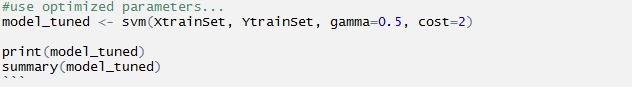 #use optimized parameters...
model_tuned <- svm(XtrainSet, YtrainSet, gamma=0.5, cost=2)
print(model_tuned)
summary(model_tuned)
```